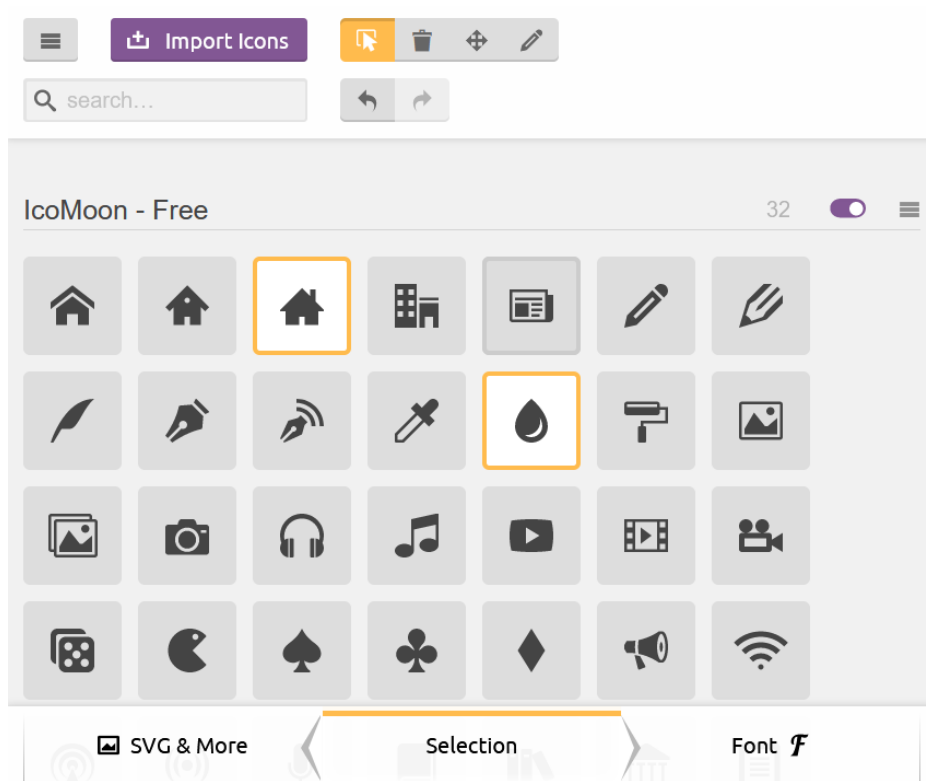 Import Icons
search...
IcoMoon - Free
32
SVG & More
Selection
Font